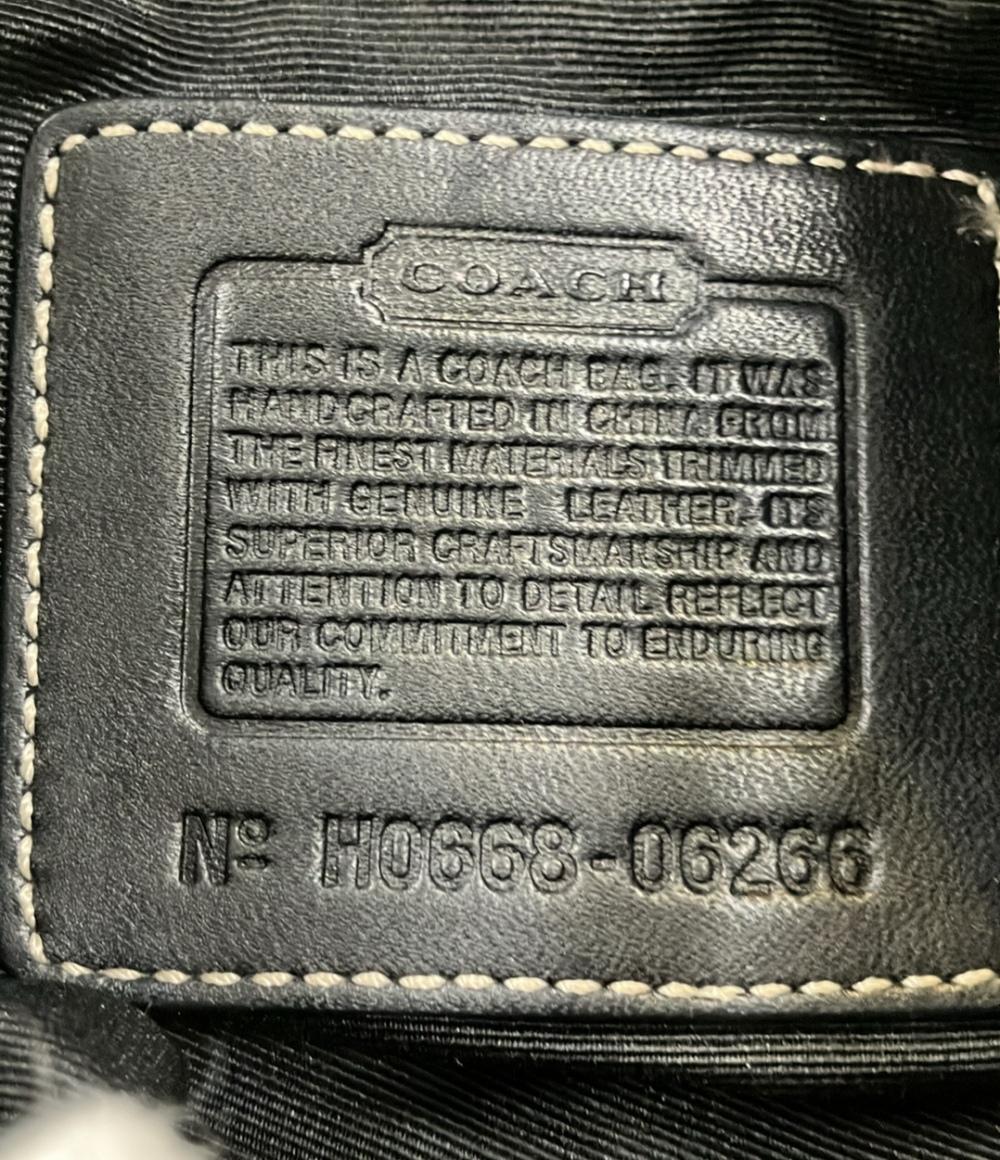 COACH
THIS IS A COACH BAG. IT WAS
HANDCRAFTED IN CHINA FROM
THE FINEST MATERIALS TRIMMED
WITH GENUINE LEATHER. ITS
SUPERIOR CRAFTSMANSHIP AND
ATTENTION TO DETAIL REFLECT
OUR COMMITMENT TO ENDURING
QUALITY.
Nº H0668-06266